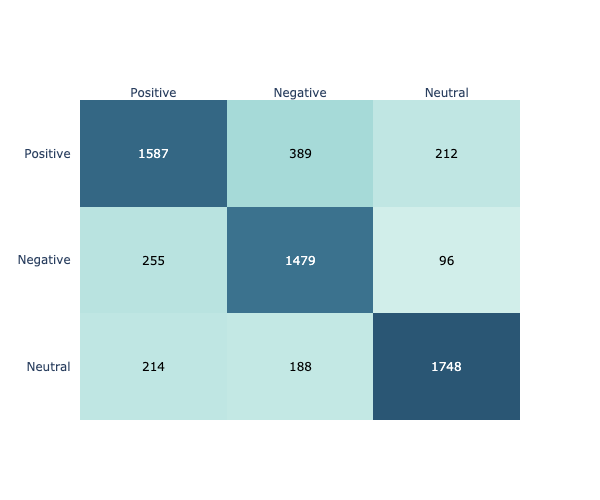 Positive Negative Neutral
Positive 1587 389 212
Negative 255 1479 96
Neutral 214 188 1748